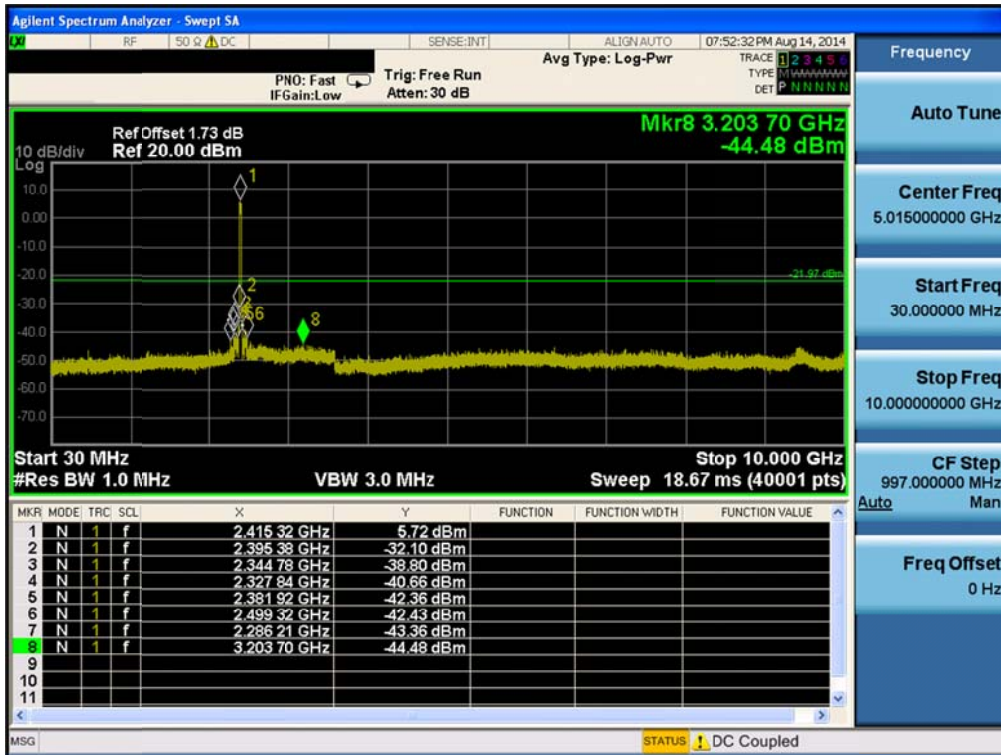 Agilent Spectrum Analyzer - Swept SA
LXI RF 50 Ω DC SENSE:INT ALIGN AUTO 07:52:32 PM Aug 14, 2014
Avg Type: Log-Pwr TRACE 1 2 3 4 5 6
PNO: Fast Trig: Free Run TYPE M WWWWW
IFGain:Low Atten: 30 dB DET P N N N N N
Mkr8 3.203 70 GHz
-44.48 dBm
Ref Offset 1.73 dB
10 dB/div Ref 20.00 dBm
Log
10.0
0.00
-10.0
-20.0
-30.0
-40.0
-50.0
-60.0
-70.0
1
2
5 6
8
-21.97 dBm
Start 30 MHz Stop 10.000 GHz
#Res BW 1.0 MHz VBW 3.0 MHz Sweep 18.67 ms (40001 pts)
MKR MODE TRC SCL X Y FUNCTION FUNCTION WIDTH FUNCTION VALUE
1 N 1 f 2.415 32 GHz 5.72 dBm
2 N 1 f 2.395 38 GHz -32.10 dBm
3 N 1 f 2.344 78 GHz -38.80 dBm
4 N 1 f 2.327 84 GHz -40.66 dBm
5 N 1 f 2.381 92 GHz -42.36 dBm
6 N 1 f 2.499 32 GHz -42.43 dBm
7 N 1 f 2.286 21 GHz -43.36 dBm
8 N 1 f 3.203 70 GHz -44.48 dBm
9
10
11
MSG STATUS DC Coupled
Frequency
Auto Tune
Center Freq
5.015000000 GHz
Start Freq
30.000000 MHz
Stop Freq
10.000000000 GHz
CF Step
997.000000 MHz
Auto Man
Freq Offset
0 Hz